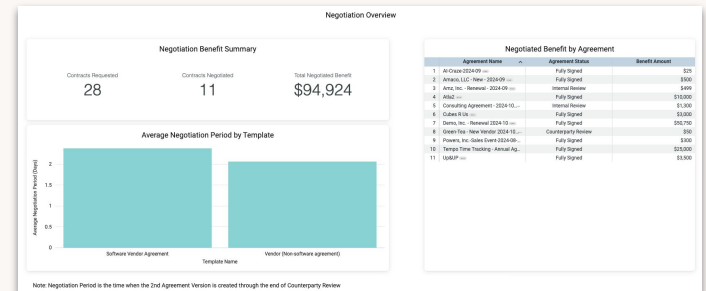 Negotiation Overview
Negotiation Benefit Summary
Contracts Requested Contracts Negotiated Total Negotiated Benefit
28 11 $94,924
Average Negotiation Period by Template
Average Negotiation Period (Days)
2
1.5
1
0.5
0
Software Vendor Agreement Vendor (Non-software agreement)
Template Name
Negotiated Benefit by Agreement
Agreement Name Agreement Status Benefit Amount
1 Al-Craze-2024-09 Fully Signed $25
2 Amaco, LLC - New - 2024-09 Fully Signed $500
3 Amz, Inc. - Renewal - 2024-09 Internal Review $499
4 Atla2 Fully Signed $10,000
5 Consulting Agreement - 2024-10... Internal Review $1,300
6 Cubes R Us Fully Signed $3,000
7 Demo, Inc. - Renewal 2024-10 Fully Signed $50,750
8 Green-Tea - New Vendor 2024-10... Counterparty Review $50
9 Powers, Inc.-Sales Event-2024-09-... Fully Signed $300
10 Tempo Time Tracking - Annual Ag... Fully Signed $25,000
11 Up&UP Fully Signed $3,500
Note: Negotiation Period is the time when the 2nd Agreement Version is created through the end of Counterparty Review